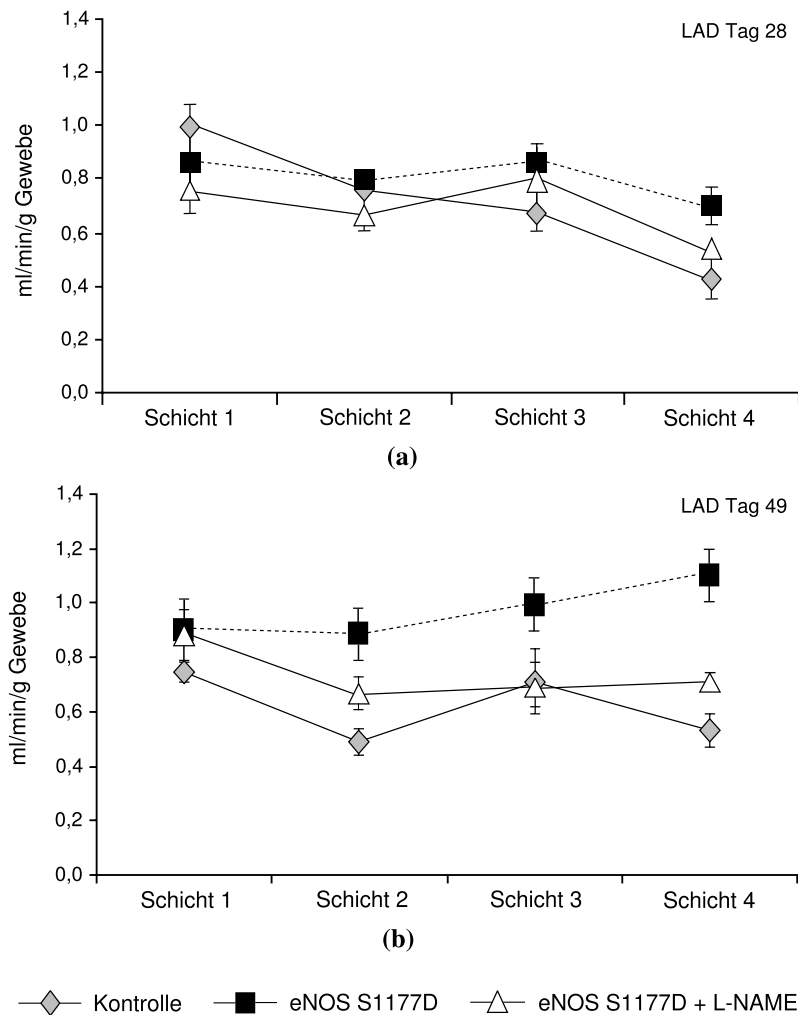 LAD Tag 28
ml/min/g Gewebe
1,4
1,2
1,0
0,8
0,6
0,4
0,2
0,0
Schicht 1 Schicht 2 Schicht 3 Schicht 4
(a)
LAD Tag 49
ml/min/g Gewebe
1,4
1,2
1,0
0,8
0,6
0,4
0,2
0,0
Schicht 1 Schicht 2 Schicht 3 Schicht 4
(b)
Kontrolle eNOS S1177D eNOS S1177D + L-NAME